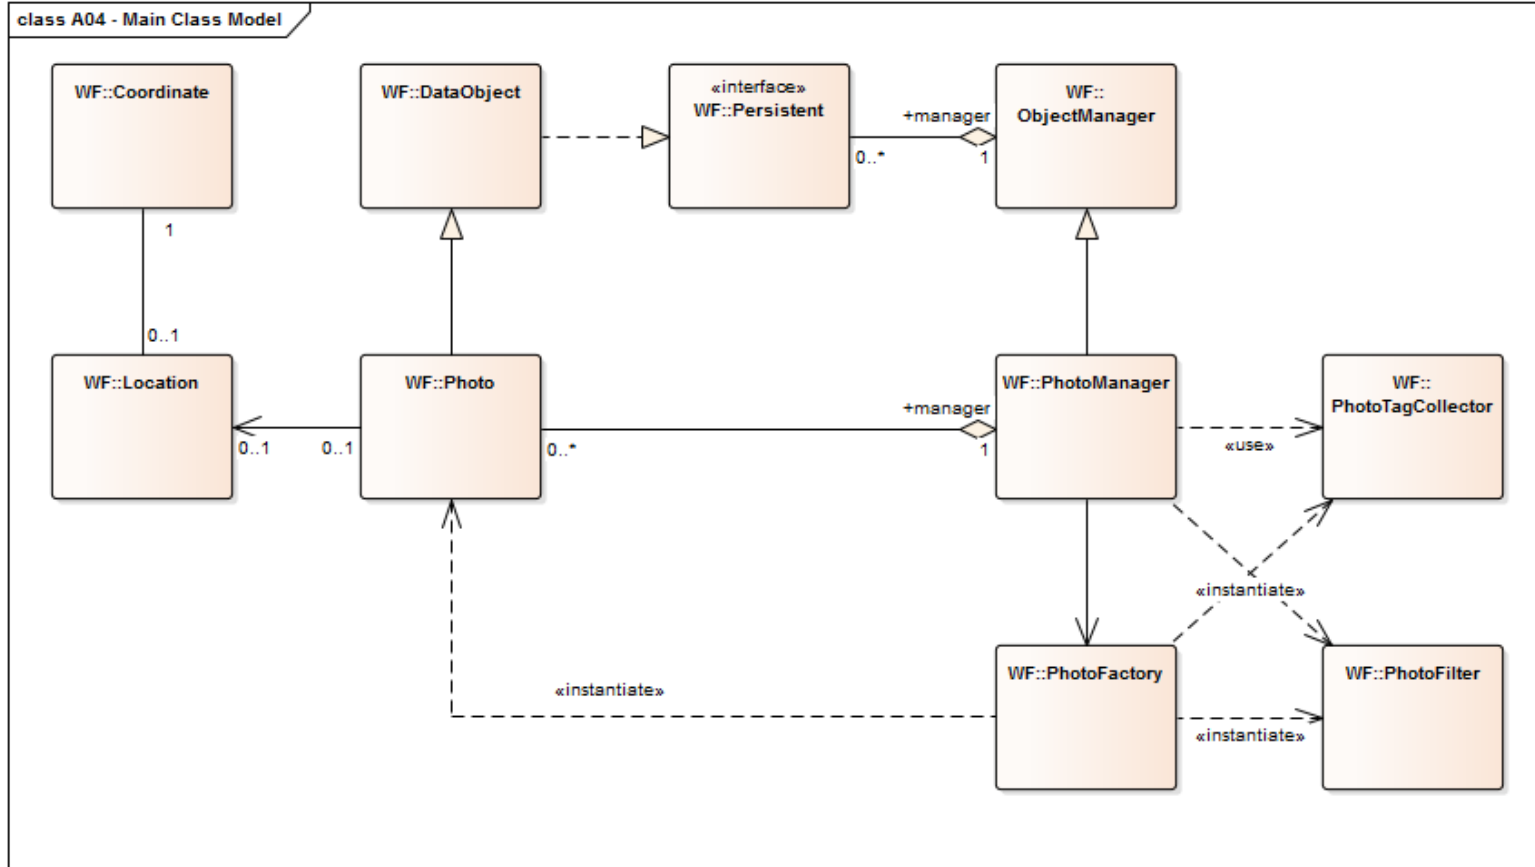 class A04 - Main Class Model
WF::Coordinate
WF::DataObject
«interface»
WF::Persistent
WF::
ObjectManager
+manager
0..*
1
1
0..1
WF::Location
WF::Photo
WF::PhotoManager
WF::
PhotoTagCollector
+manager
0..1
0..1
0..*
1
«use»
«instantiate»
WF::PhotoFactory
WF::PhotoFilter
«instantiate»
«instantiate»